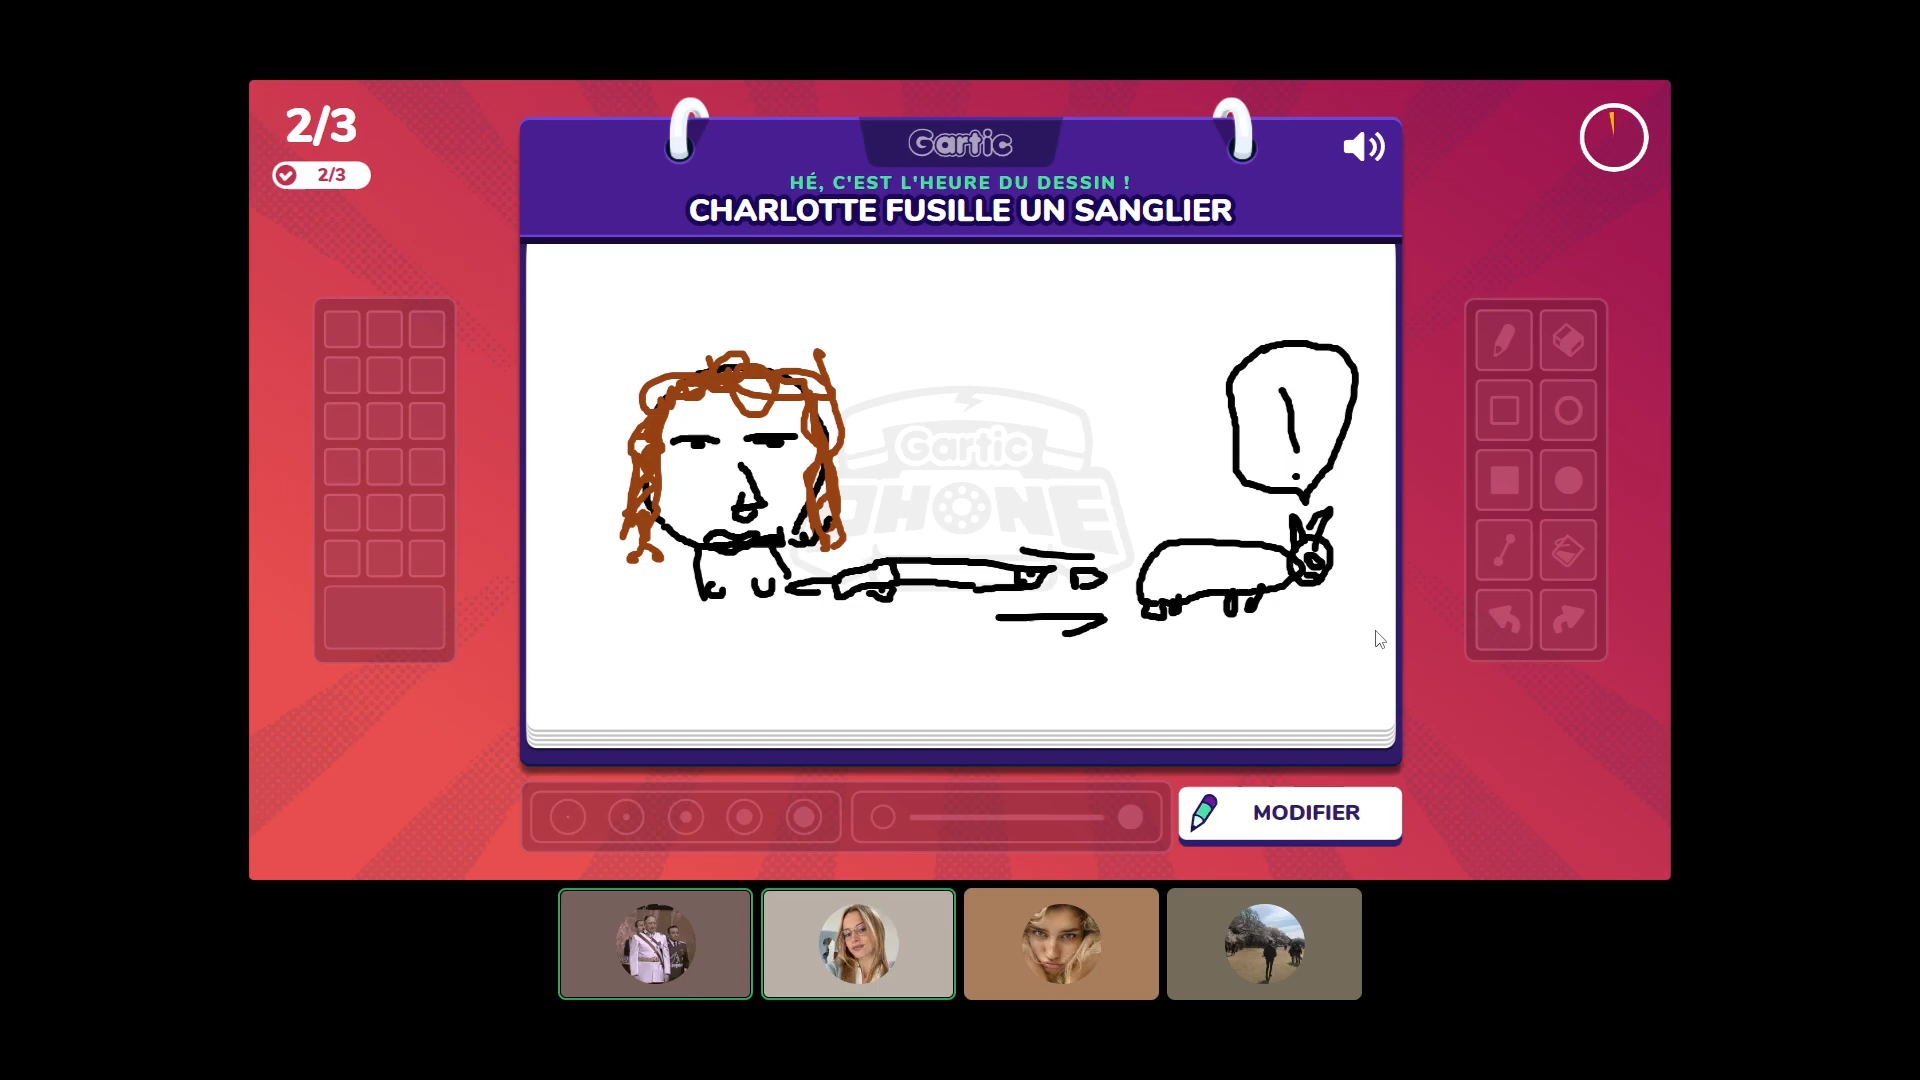 2/3
2/3
Gartic
HÉ, C'EST L'HEURE DU DESSIN !
CHARLOTTE FUSILLE UN SANGLIER
Gartic
PHONE
!
MODIFIER